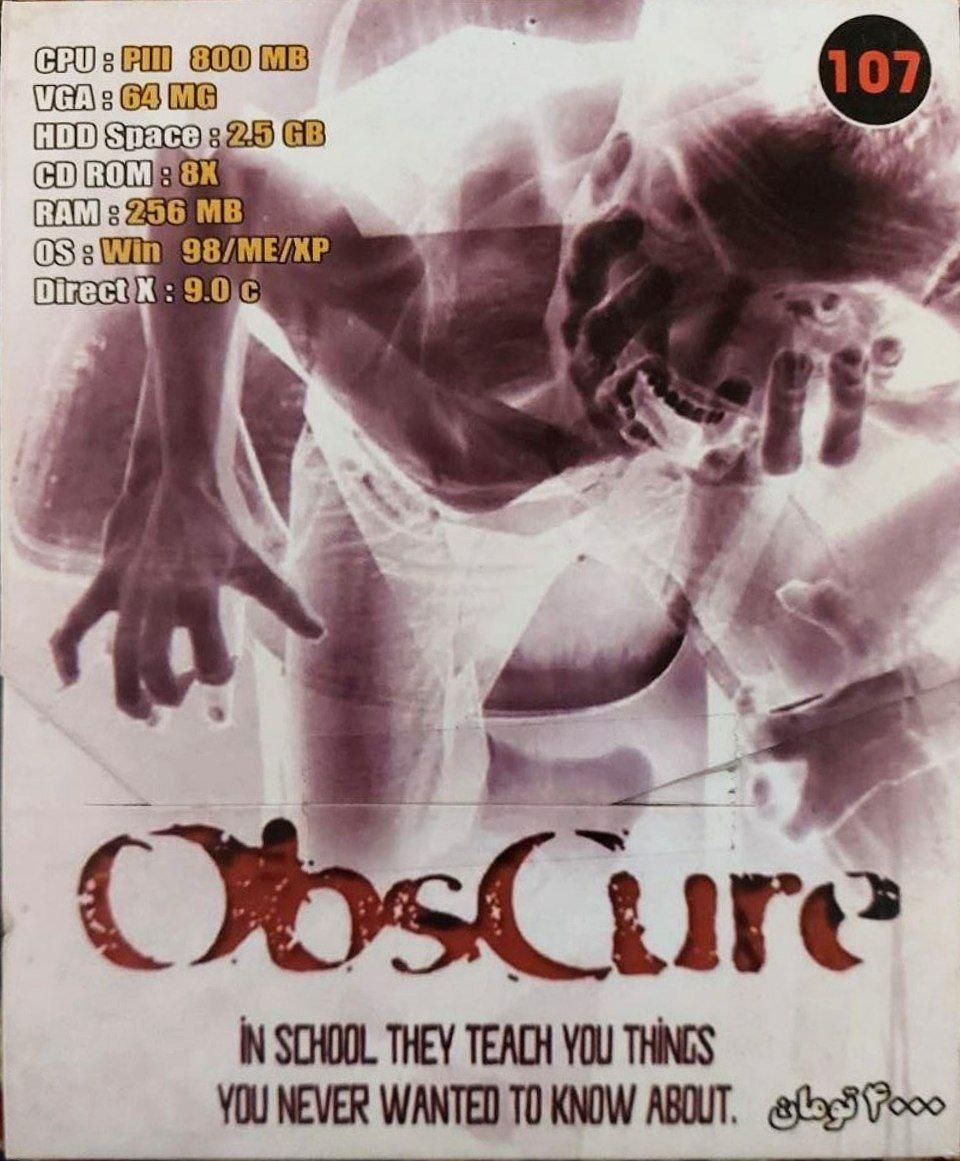 CPU : PIII 800 MB
VGA : 64 MG
HDD Space : 2.5 GB
CD ROM : 8X
RAM : 256 MB
OS : Win 98/ME/XP
Direct X : 9.0 c
107
ObsCure
IN SCHOOL THEY TEACH YOU THINGS
YOU NEVER WANTED TO KNOW ABOUT.
۴۰۰۰ تومان